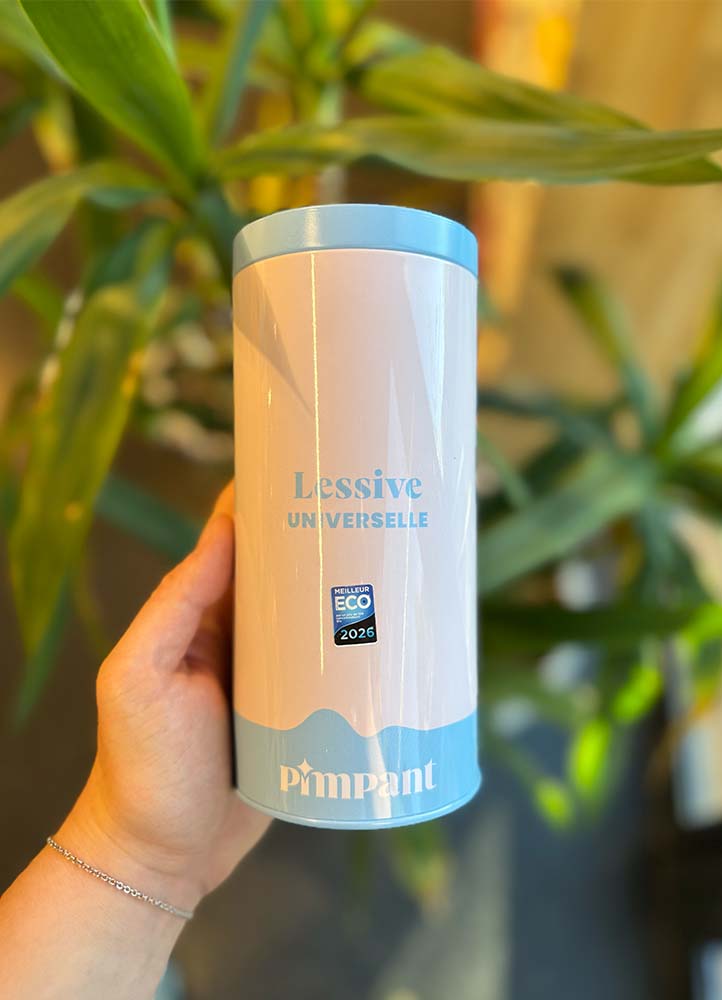 Lessive
UNIVERSELLE
MEILLEUR
ECO
2026
Pimpant